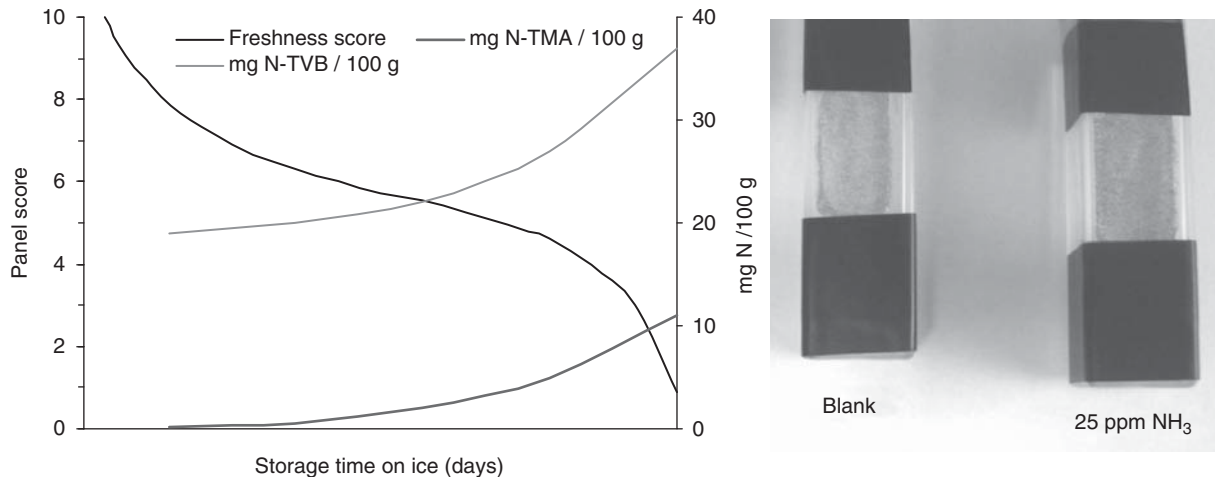 10
8
6
4
2
0
Panel score
Freshness score
mg N-TMA / 100 g
mg N-TVB / 100 g
40
30
20
10
0
mg N /100 g
Storage time on ice (days)
Blank
25 ppm NH₃